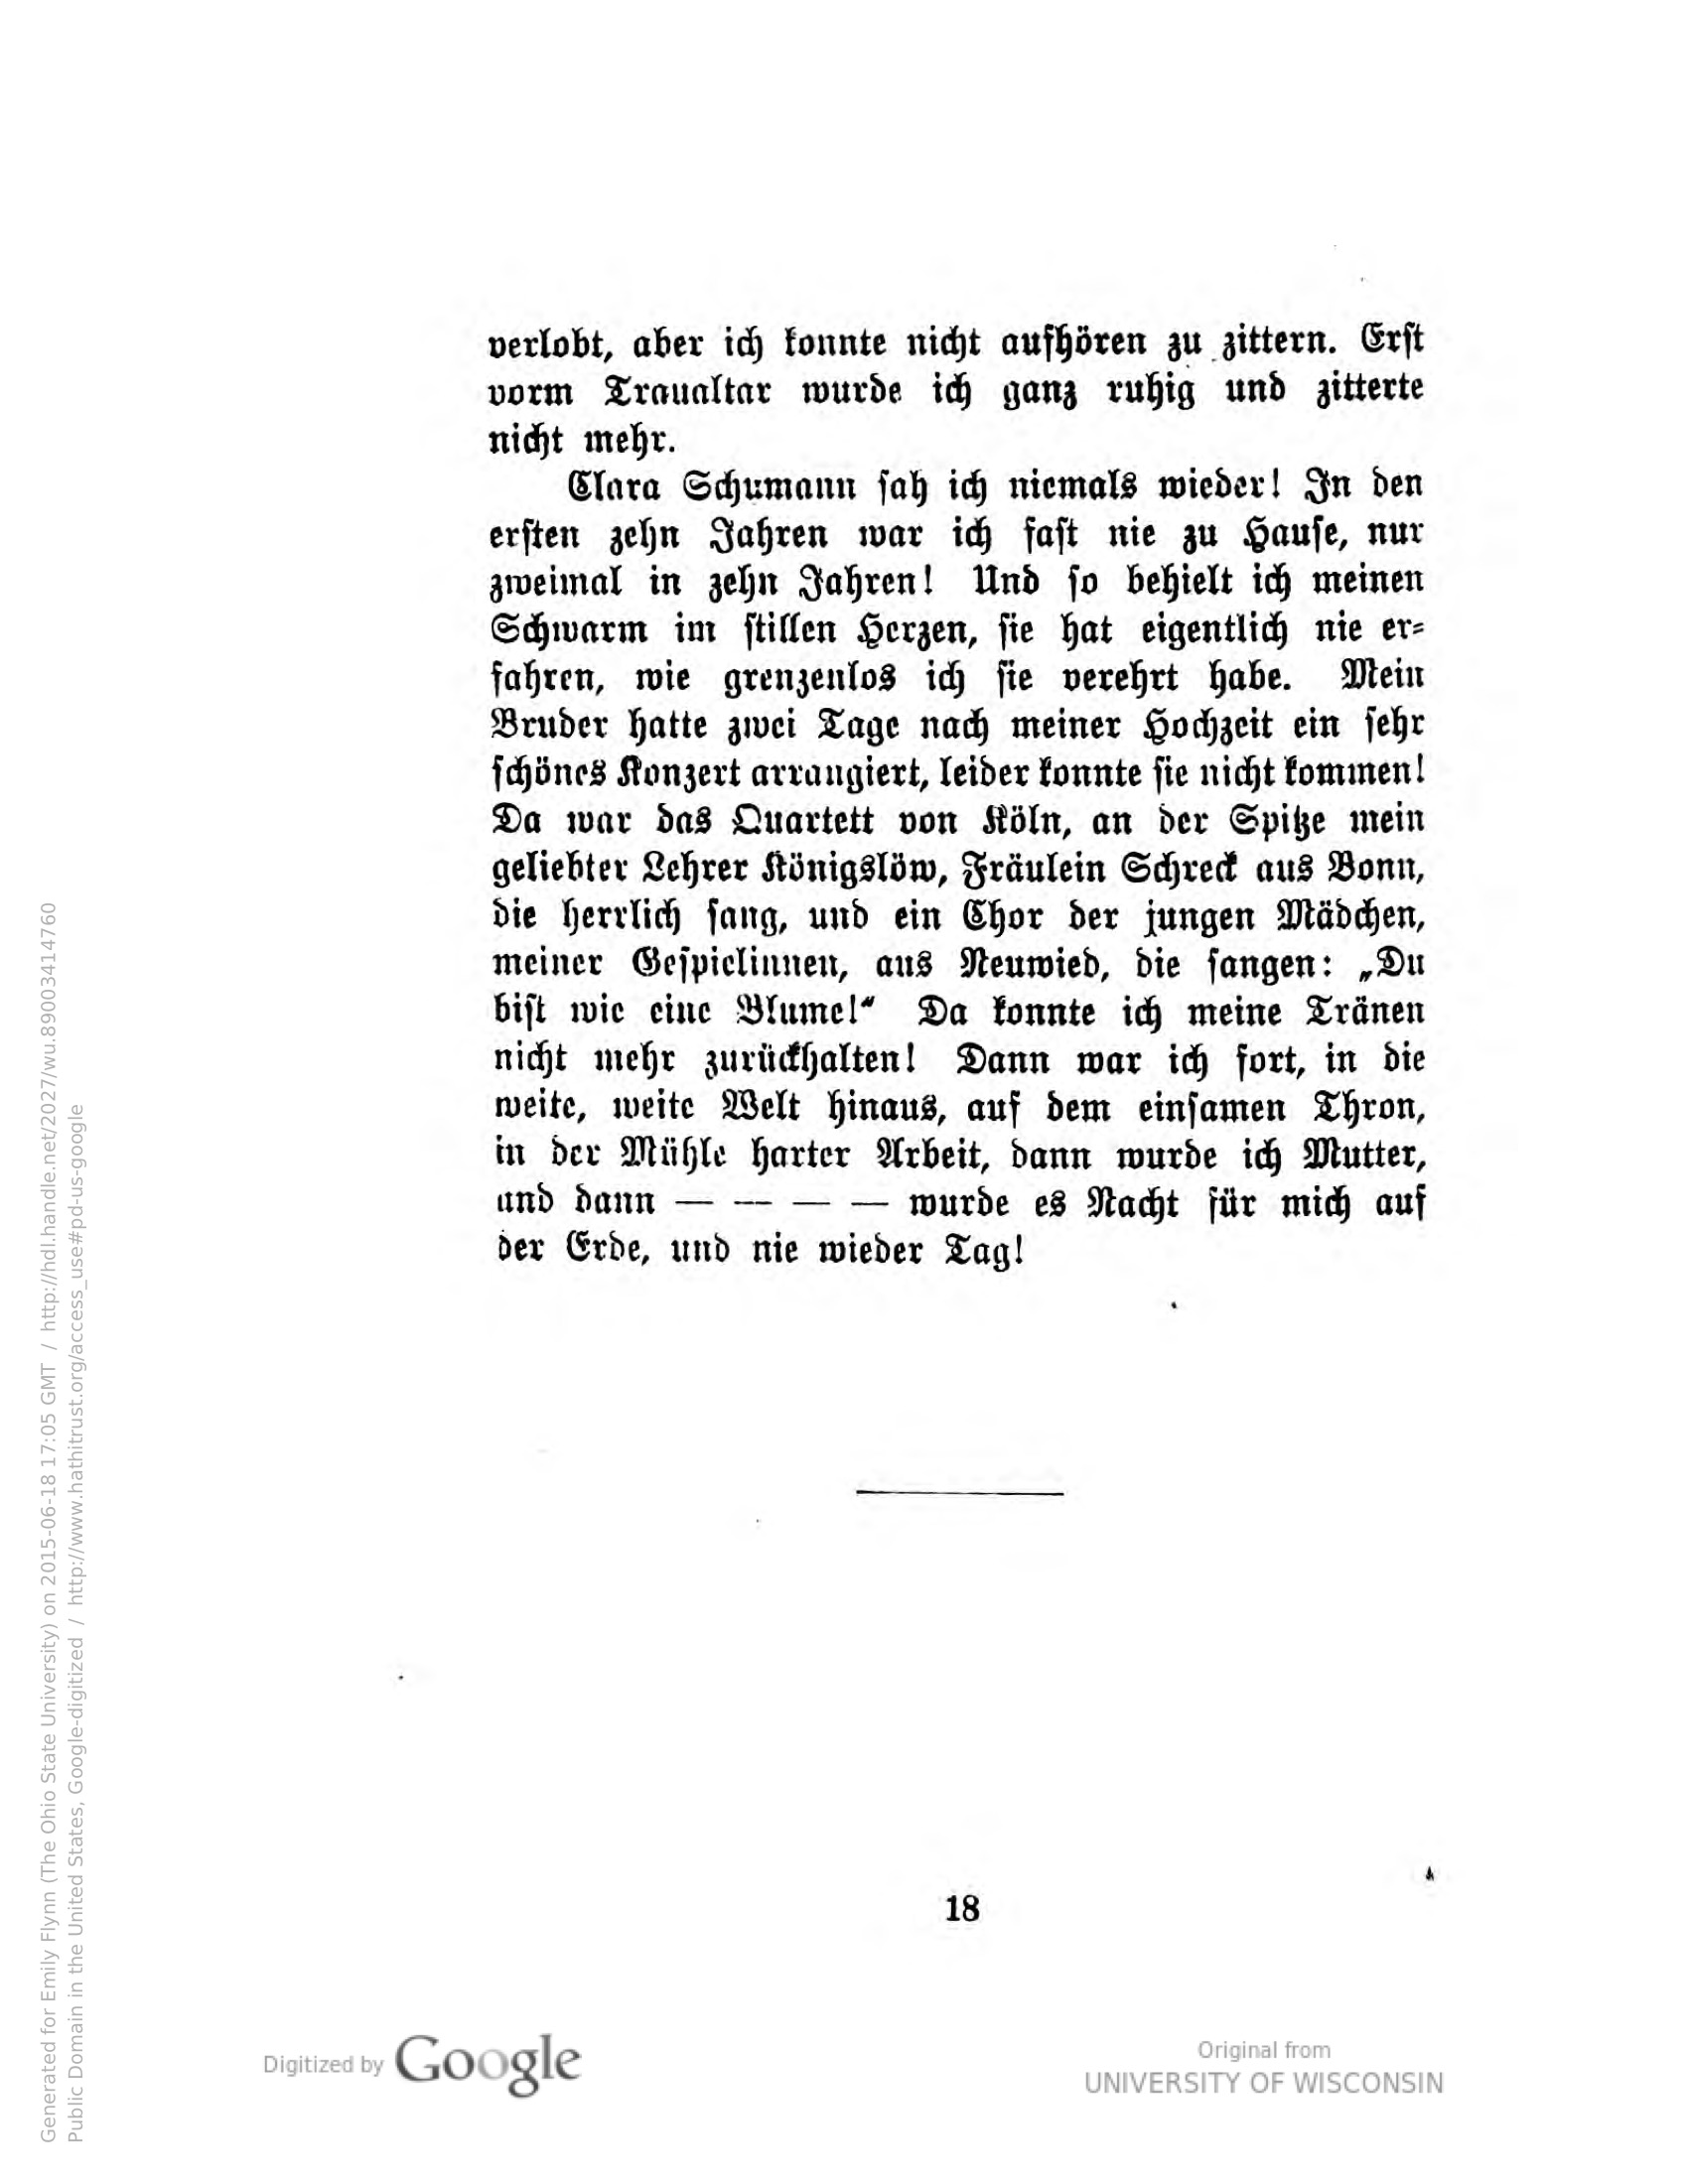 verlobt, aber ich konnte nicht aufhören zu zittern. Erst
vorm Traualtar wurde ich ganz ruhig und zitterte
nicht mehr.
Clara Schumann sah ich niemals wieder! In den
ersten zehn Jahren war ich fast nie zu Hause, nur
zweimal in zehn Jahren! Und so behielt ich meinen
Schwarm im stillen Herzen, sie hat eigentlich nie er=
fahren, wie grenzenlos ich sie verehrt habe. Mein
Bruder hatte zwei Tage nach meiner Hochzeit ein sehr
schönes Konzert arrangiert, leider konnte sie nicht kommen!
Da war das Quartett von Köln, an der Spitze mein
geliebter Lehrer Königslöw, Fräulein Schreck aus Bonn,
die herrlich sang, und ein Chor der jungen Mädchen,
meiner Gespielinnen, aus Neuwied, die sangen: „Du
bist wie eine Blume!“ Da konnte ich meine Tränen
nicht mehr zurückhalten! Dann war ich fort, in die
weite, weite Welt hinaus, auf dem einsamen Thron,
in der Mühle harter Arbeit, dann wurde ich Mutter,
und dann — — — — wurde es Nacht für mich auf
der Erde, und nie wieder Tag!
18
Digitized by Google
Original from
UNIVERSITY OF WISCONSIN
Generated for Emily Flynn (The Ohio State University) on 2015-06-18 17:05 GMT / http://hdl.handle.net/2027/wu.89003414760
Public Domain in the United States, Google-digitized / http://www.hathitrust.org/access_use#pd-us-google